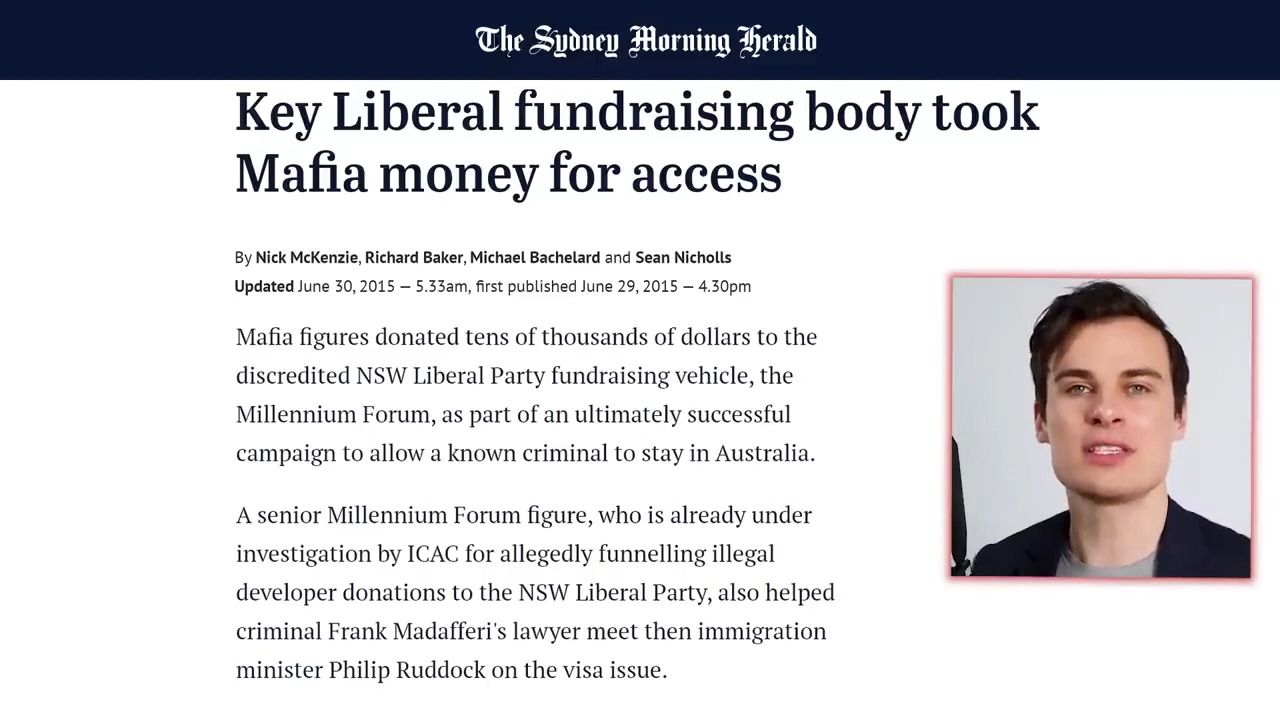 The Sydney Morning Herald
Key Liberal fundraising body took
Mafia money for access
By Nick McKenzie, Richard Baker, Michael Bachelard and Sean Nicholls
Updated June 30, 2015 — 5.33am, first published June 29, 2015 — 4.30pm
Mafia figures donated tens of thousands of dollars to the
discredited NSW Liberal Party fundraising vehicle, the
Millennium Forum, as part of an ultimately successful
campaign to allow a known criminal to stay in Australia.
A senior Millennium Forum figure, who is already under
investigation by ICAC for allegedly funnelling illegal
developer donations to the NSW Liberal Party, also helped
criminal Frank Madafferi's lawyer meet then immigration
minister Philip Ruddock on the visa issue.